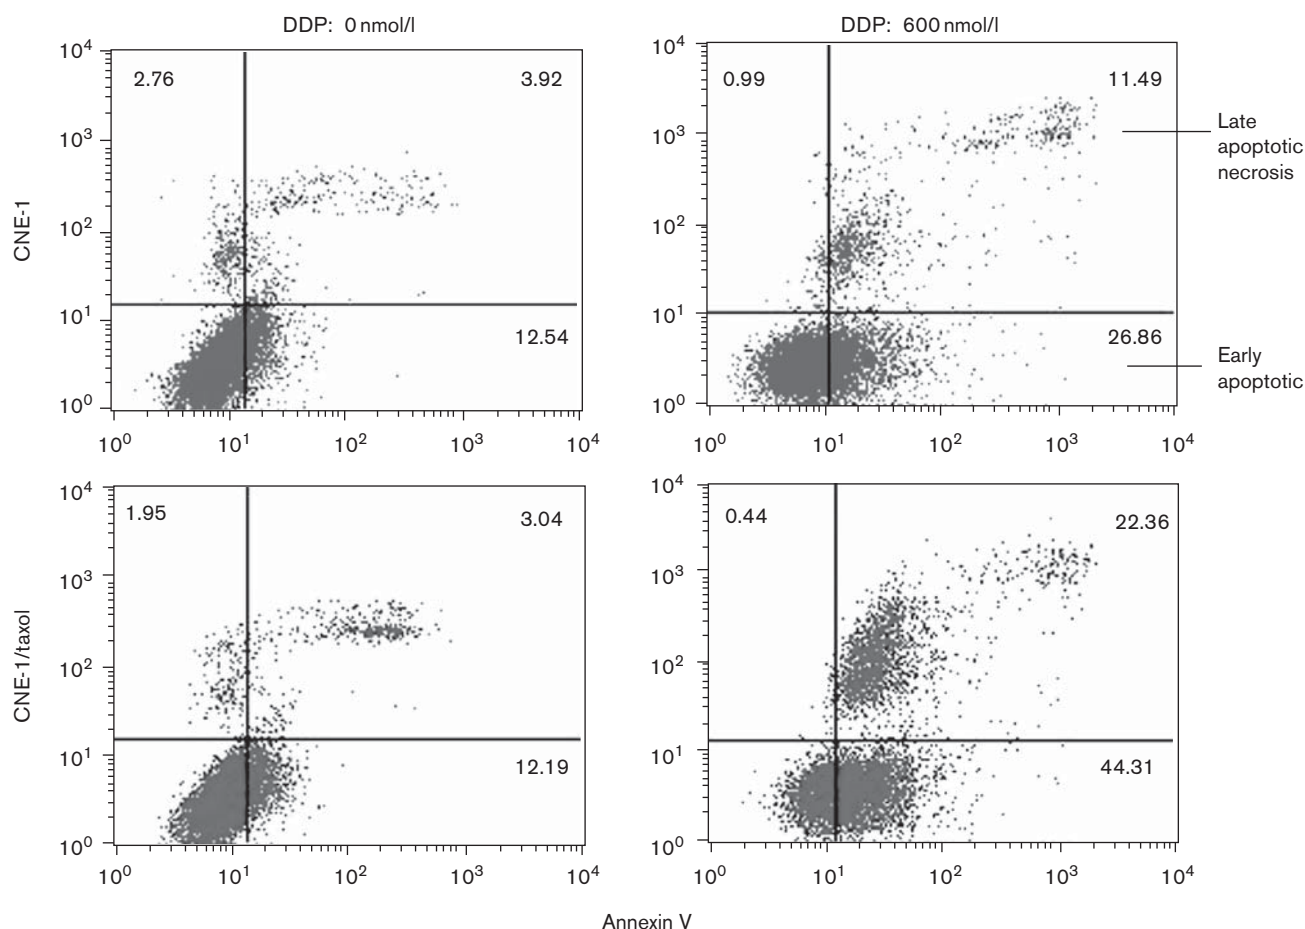 DDP: 0 nmol/l
DDP: 600 nmol/l
CNE-1
10⁴
10³
10²
10¹
10⁰
2.76
3.92
12.54
10⁰ 10¹ 10² 10³ 10⁴
10⁴
10³
10²
10¹
10⁰
0.99
11.49
26.86
10⁰ 10¹ 10² 10³ 10⁴
Late
apoptotic
necrosis
Early
apoptotic
CNE-1/taxol
10⁴
10³
10²
10¹
10⁰
1.95
3.04
12.19
10⁰ 10¹ 10² 10³ 10⁴
10⁴
10³
10²
10¹
10⁰
0.44
22.36
44.31
10⁰ 10¹ 10² 10³ 10⁴
Annexin V